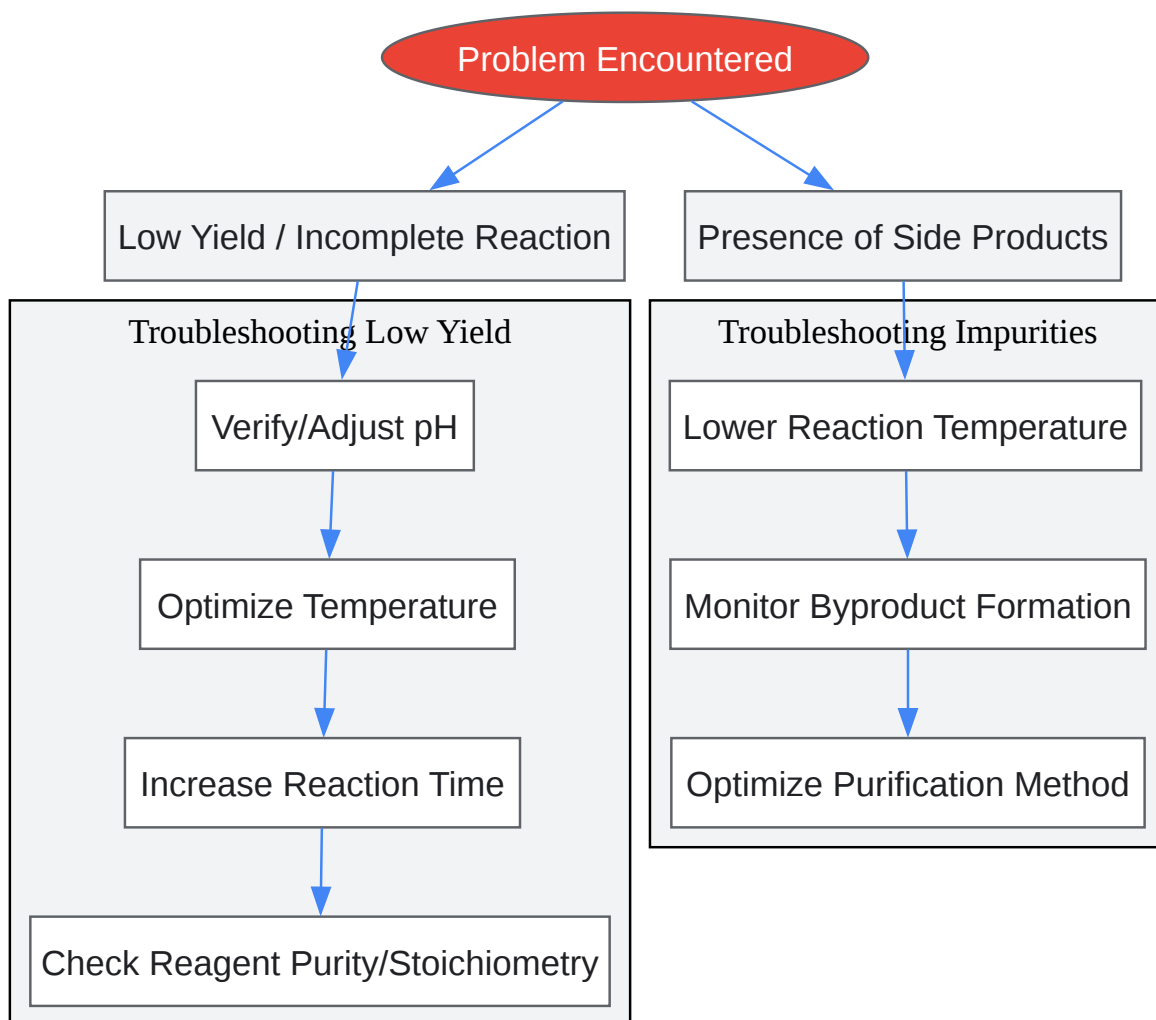 Problem Encountered
Low Yield / Incomplete Reaction
Presence of Side Products
Troubleshooting Low Yield
Verify/Adjust pH
Optimize Temperature
Increase Reaction Time
Check Reagent Purity/Stoichiometry
Troubleshooting Impurities
Lower Reaction Temperature
Monitor Byproduct Formation
Optimize Purification Method